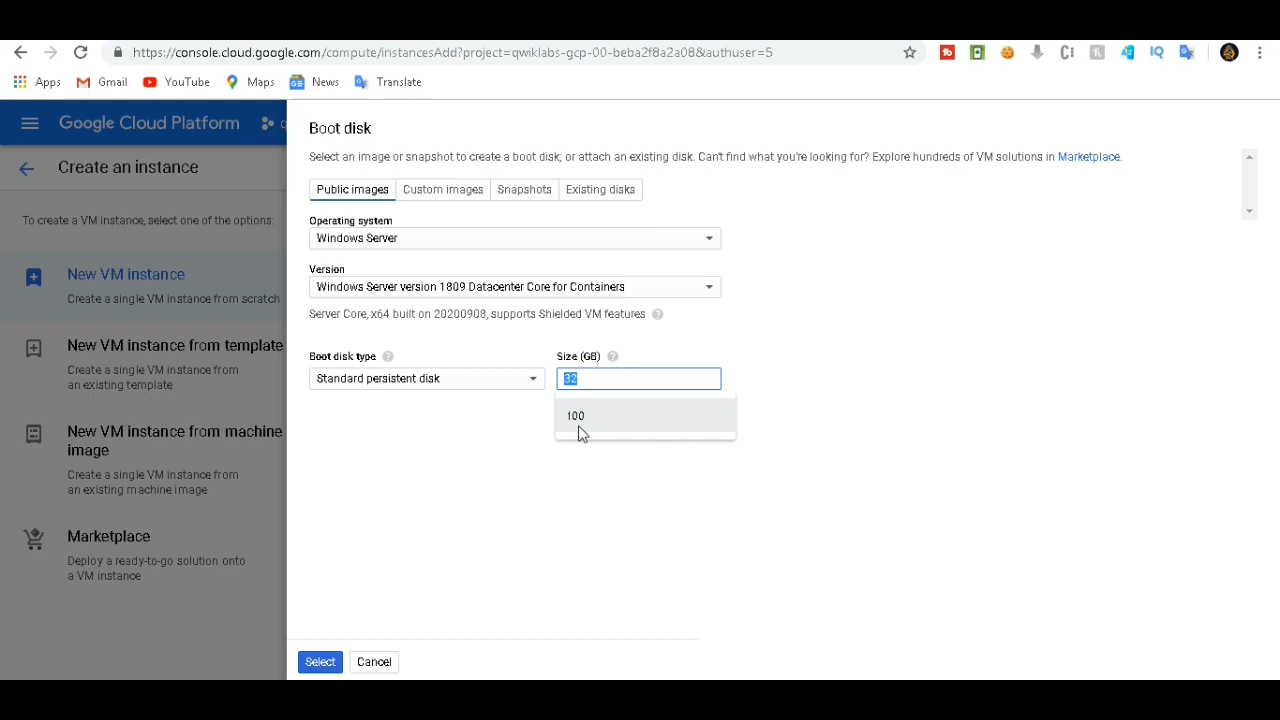 https://console.cloud.google.com/compute/instancesAdd?project=qwiklabs-gcp-00-beba2f8a2a08&authuser=5
Apps Gmail YouTube Maps News Translate
Google Cloud Platform
Create an instance
To create a VM instance, select one of the options:
New VM instance
Create a single VM instance from scratch
New VM instance from template
Create a single VM instance from
an existing template
New VM instance from machine
image
Create a single VM instance from
an existing machine image
Marketplace
Deploy a ready-to-go solution onto
a VM instance
Boot disk
Select an image or snapshot to create a boot disk; or attach an existing disk. Can't find what you're looking for? Explore hundreds of VM solutions in Marketplace.
Public images Custom images Snapshots Existing disks
Operating system
Windows Server
Version
Windows Server version 1809 Datacenter Core for Containers
Server Core, x64 built on 20200908, supports Shielded VM features
Boot disk type Size (GB)
Standard persistent disk 32
100
Select Cancel